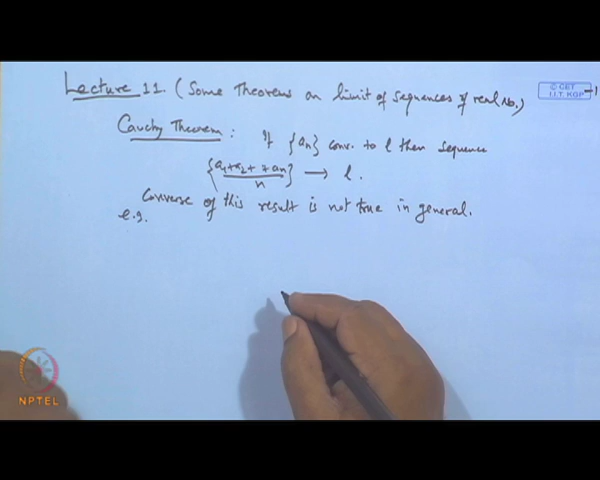 Lecture 11. (Some Theorems on limit of sequences of real No.)
© CET
I.I.T. KGP
-1
Cauchy Theorem : If {an} conv. to l then sequence
{a1+a2+ +an/n} → l.
Converse of this result is not true in general.
e.g.
NPTEL